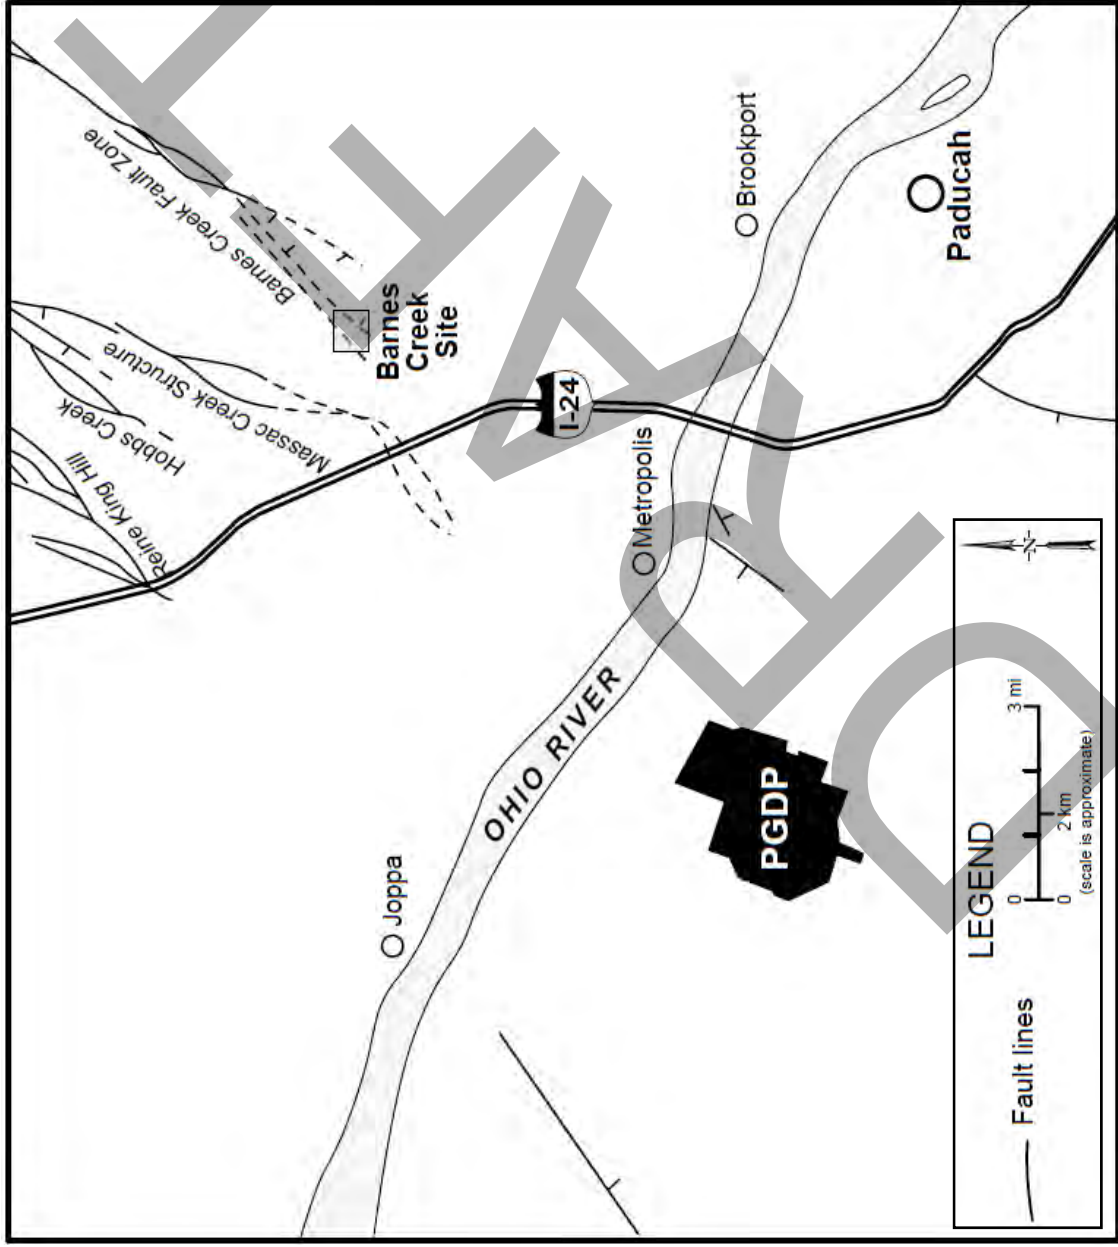 Reine King Hill
Hobbs Creek
Massac Creek Structure
Barnes Creek Fault Zone
Barnes
Creek
Site
I-24
Joppa
Metropolis
Brookport
OHIO RIVER
PGDP
Paducah
LEGEND
Fault lines
0
3 mi
0
2 km
(scale is approximate)
N
DRAFT